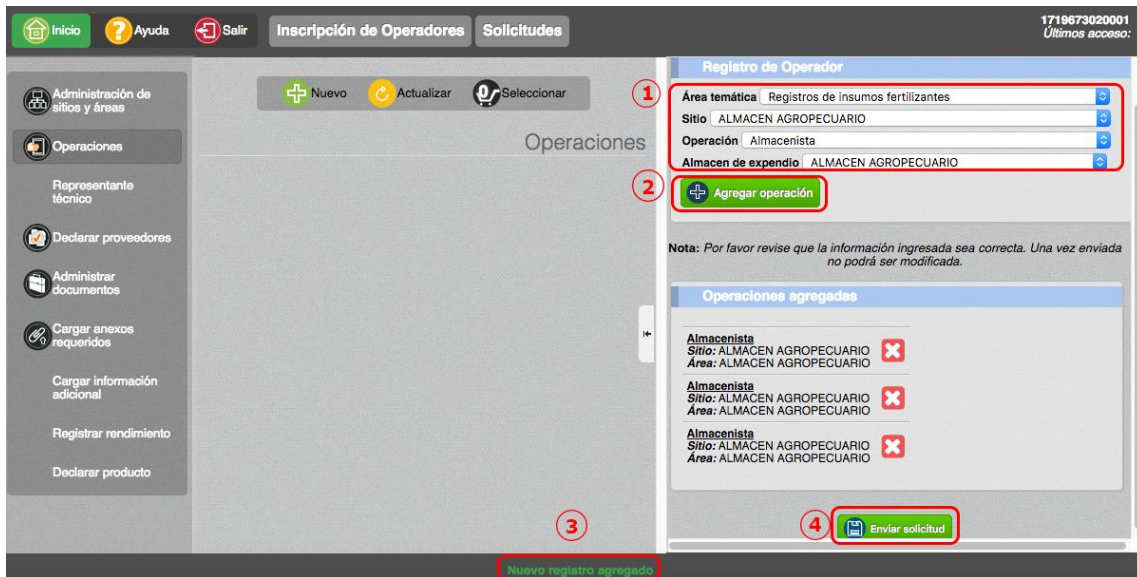 Inicio
Ayuda
Salir
Inscripción de Operadores
Solicitudes
1719673020001
Últimos acceso:
Administración de
sitios y áreas
Operaciones
Representante
técnico
Declarar proveedores
Administrar
documentos
Cargar anexos
requeridos
Cargar información
adicional
Registrar rendimiento
Declarar producto
Nuevo
Actualizar
Seleccionar
Operaciones
Registro de Operador
1
Área temática Registros de insumos fertilizantes
Sitio ALMACEN AGROPECUARIO
Operación Almacenista
Almacen de expendio ALMACEN AGROPECUARIO
2
Agregar operación
Nota: Por favor revise que la información ingresada sea correcta. Una vez enviada
no podrá ser modificada.
Operaciones agregadas
Almacenista
Sitio: ALMACEN AGROPECUARIO
Área: ALMACEN AGROPECUARIO
Almacenista
Sitio: ALMACEN AGROPECUARIO
Área: ALMACEN AGROPECUARIO
Almacenista
Sitio: ALMACEN AGROPECUARIO
Área: ALMACEN AGROPECUARIO
3
4
Enviar solicitud
Nuevo registro agregado